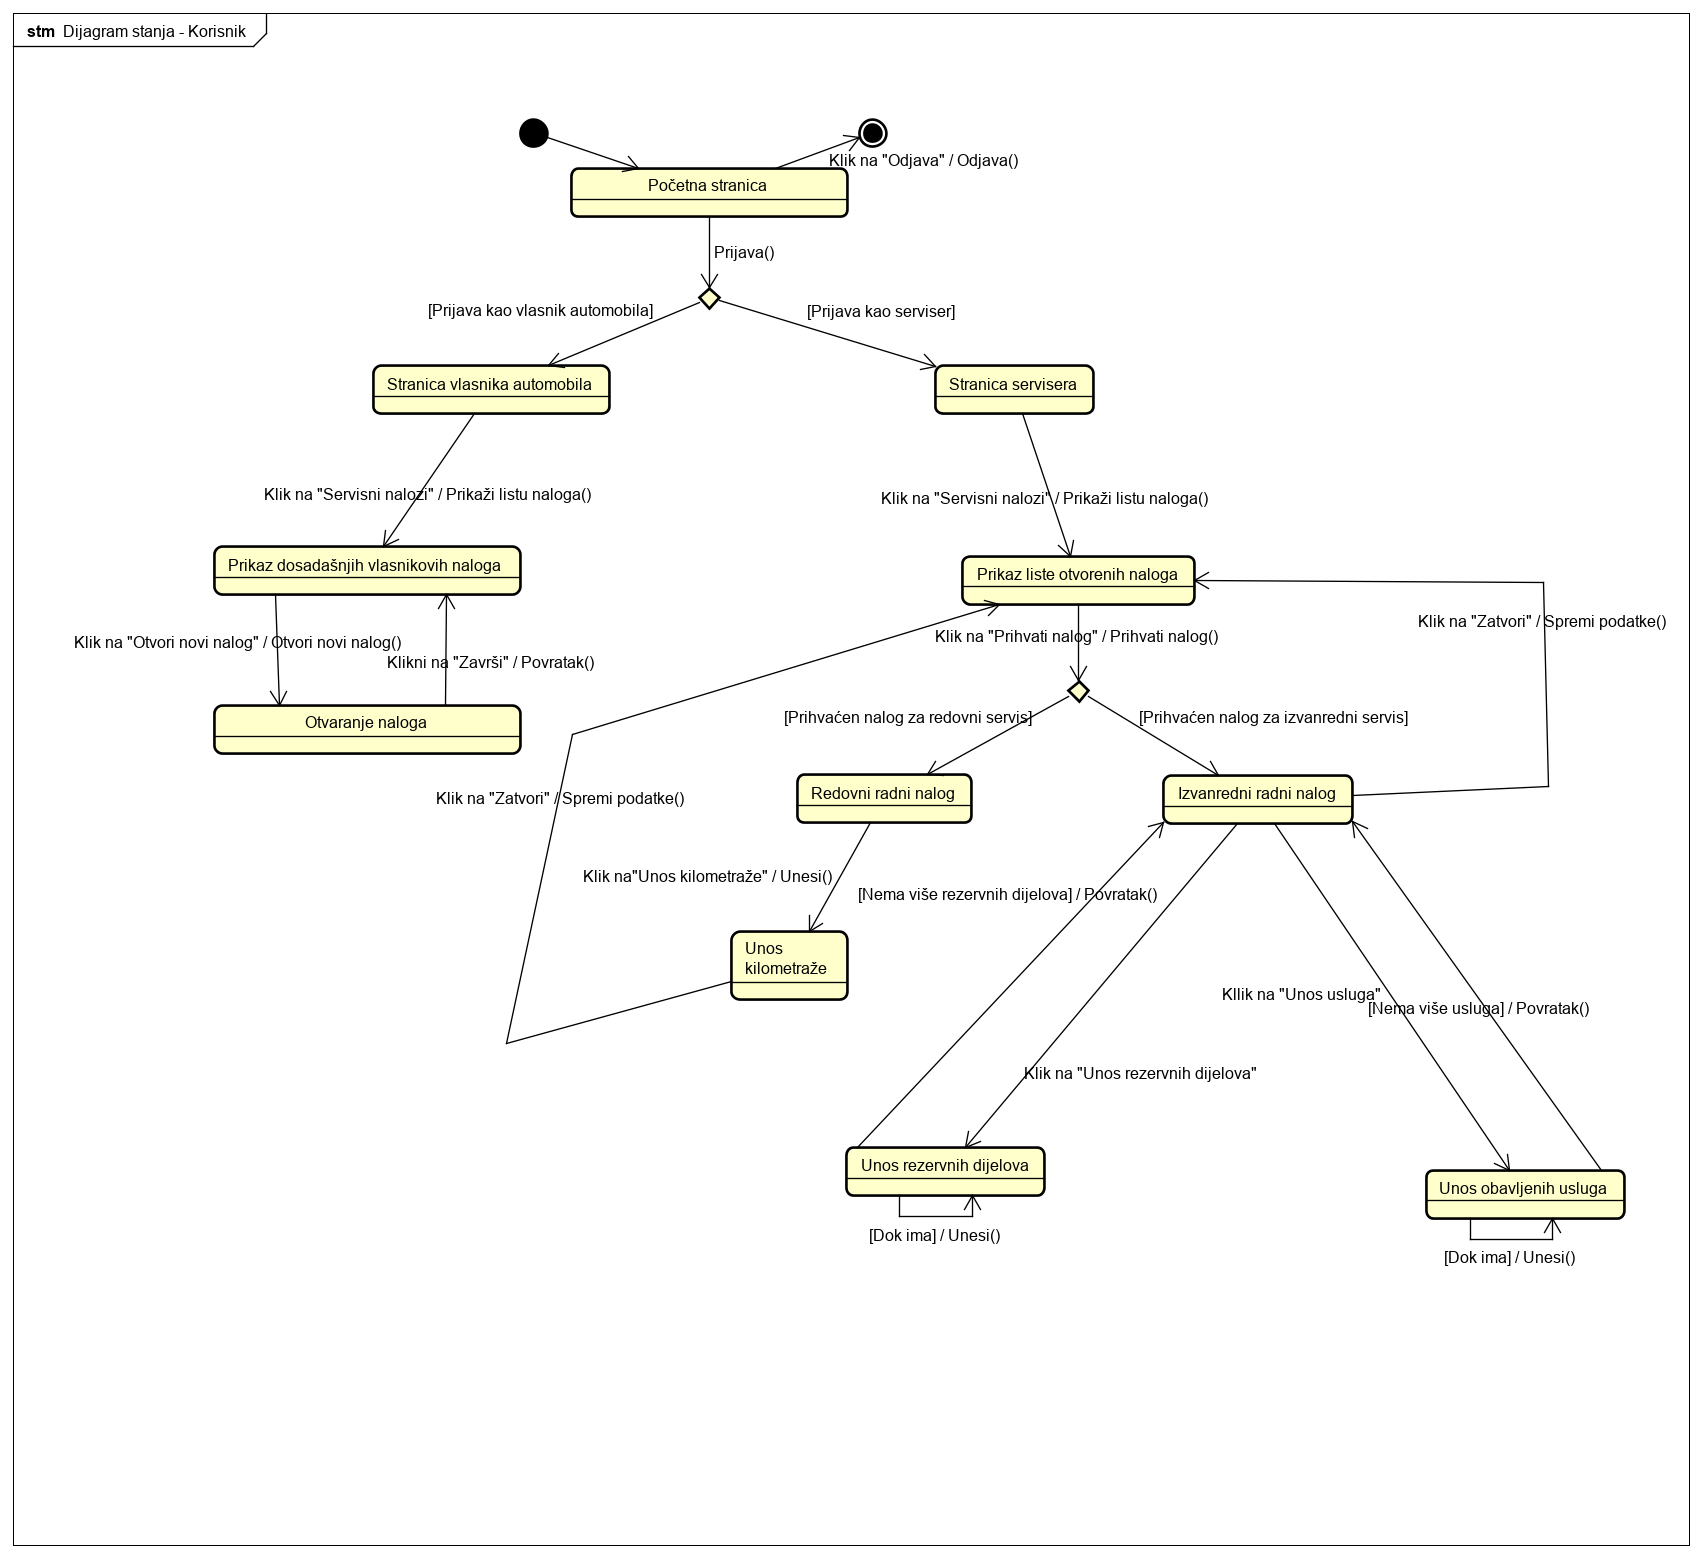 stm Dijagram stanja - Korisnik
Klik na "Odjava" / Odjava()
Početna stranica
Prijava()
[Prijava kao vlasnik automobila]
[Prijava kao serviser]
Stranica vlasnika automobila
Stranica servisera
Klik na "Servisni nalozi" / Prikaži listu naloga()
Klik na "Servisni nalozi" / Prikaži listu naloga()
Prikaz dosadašnjih vlasnikovih naloga
Prikaz liste otvorenih naloga
Klik na "Zatvori" / Spremi podatke()
Klik na "Otvori novi nalog" / Otvori novi nalog()
Klik na "Prihvati nalog" / Prihvati nalog()
Klikni na "Završi" / Povratak()
Otvaranje naloga
[Prihvaćen nalog za redovni servis]
[Prihvaćen nalog za izvanredni servis]
Klik na "Zatvori" / Spremi podatke()
Redovni radni nalog
Izvanredni radni nalog
Klik na"Unos kilometraže" / Unesi()
[Nema više rezervnih dijelova] / Povratak()
Unos
kilometraže
Kllik na "Unos usluga"
[Nema više usluga] / Povratak()
Klik na "Unos rezervnih dijelova"
Unos rezervnih dijelova
Unos obavljenih usluga
[Dok ima] / Unesi()
[Dok ima] / Unesi()